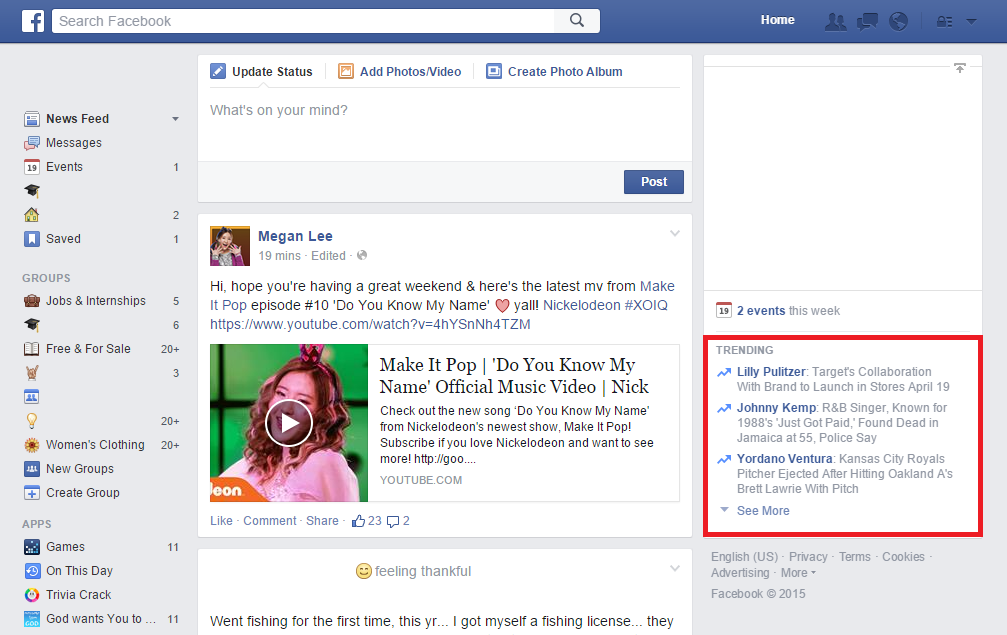 f
Search Facebook
Home
News Feed
Messages
19 Events 1
2
Saved 1
GROUPS
Jobs & Internships 5
6
Free & For Sale 20+
3
20+
Women's Clothing 20+
New Groups
Create Group
APPS
Games 11
On This Day
Trivia Crack
God wants You to ... 11
Update Status
Add Photos/Video
Create Photo Album
What's on your mind?
Post
Megan Lee
19 mins · Edited ·
Hi, hope you're having a great weekend & here's the latest mv from Make
It Pop episode #10 'Do You Know My Name' yall! Nickelodeon #XOIQ
https://www.youtube.com/watch?v=4hYSnNh4TZM
leon
Make It Pop | 'Do You Know My
Name' Official Music Video | Nick
Check out the new song 'Do You Know My Name'
from Nickelodeon's newest show, Make It Pop!
Subscribe if you love Nickelodeon and want to see
more! http://goo....
YOUTUBE.COM
Like · Comment · Share · 23 2
feeling thankful
Went fishing for the first time, this yr... I got myself a fishing license... they
19 2 events this week
TRENDING
Lilly Pulitzer: Target's Collaboration
With Brand to Launch in Stores April 19
Johnny Kemp: R&B Singer, Known for
1988's 'Just Got Paid,' Found Dead in
Jamaica at 55, Police Say
Yordano Ventura: Kansas City Royals
Pitcher Ejected After Hitting Oakland A's
Brett Lawrie With Pitch
See More
English (US) · Privacy · Terms · Cookies ·
Advertising · More
Facebook © 2015